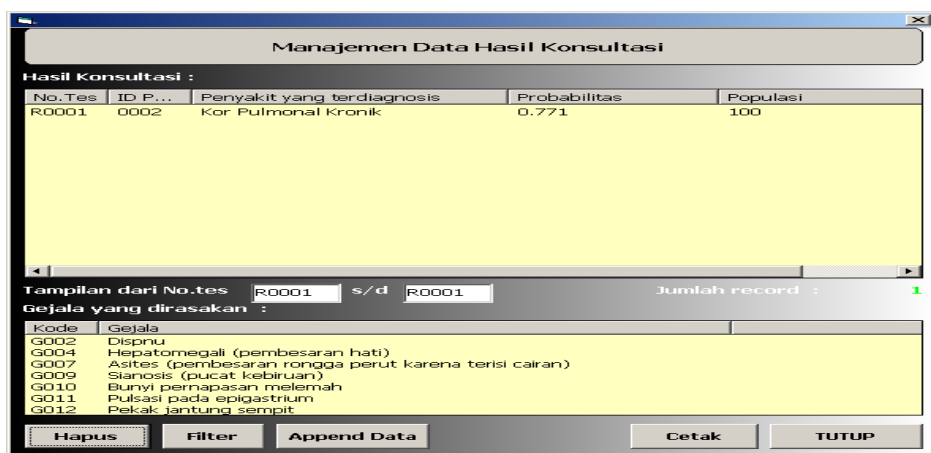 Manajemen Data Hasil Konsultasi
Hasil Konsultasi :
No.Tes ID P... Penyakit yang terdiagnosis Probabilitas Populasi
R0001 0002 Kor Pulmonal Kronik 0.771 100
Tampilan dari No.tes R0001 s/d R0001 Jumlah record : 1
Gejala yang dirasakan :
Kode Gejala
G002 Dispnu
G004 Hepatomegali (pembesaran hati)
G007 Asites (pembesaran rongga perut karena terisi cairan)
G009 Sianosis (pucat kebiruan)
G010 Bunyi pernapasan melemah
G011 Pulsasi pada epigastrium
G012 Pekak jantung sempit
Hapus Filter Append Data Cetak TUTUP